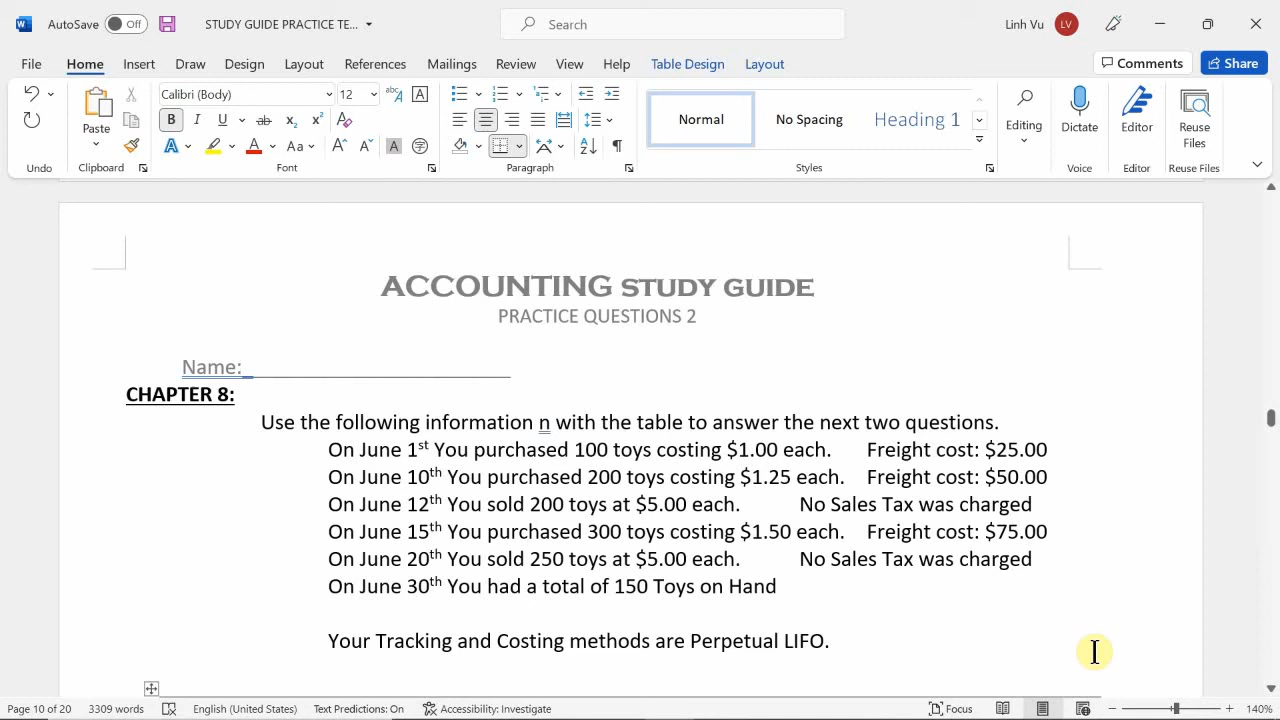 AutoSave Off STUDY GUIDE PRACTICE TE... Search Linh Vu LV
File Home Insert Draw Design Layout References Mailings Review View Help Table Design Layout Comments Share
Calibri (Body) 12
Normal No Spacing Heading 1
Paste Editing Dictate Editor Reuse Files
Undo Clipboard Font Paragraph Styles Voice Editor Reuse Files
ACCOUNTING STUDY GUIDE
PRACTICE QUESTIONS 2
Name:_______________________
CHAPTER 8:
Use the following information n with the table to answer the next two questions.
On June 1st You purchased 100 toys costing $1.00 each. Freight cost: $25.00
On June 10th You purchased 200 toys costing $1.25 each. Freight cost: $50.00
On June 12th You sold 200 toys at $5.00 each. No Sales Tax was charged
On June 15th You purchased 300 toys costing $1.50 each. Freight cost: $75.00
On June 20th You sold 250 toys at $5.00 each. No Sales Tax was charged
On June 30th You had a total of 150 Toys on Hand
Your Tracking and Costing methods are Perpetual LIFO.
Page 10 of 20 3309 words English (United States) Text Predictions: On Accessibility: Investigate Focus 140%